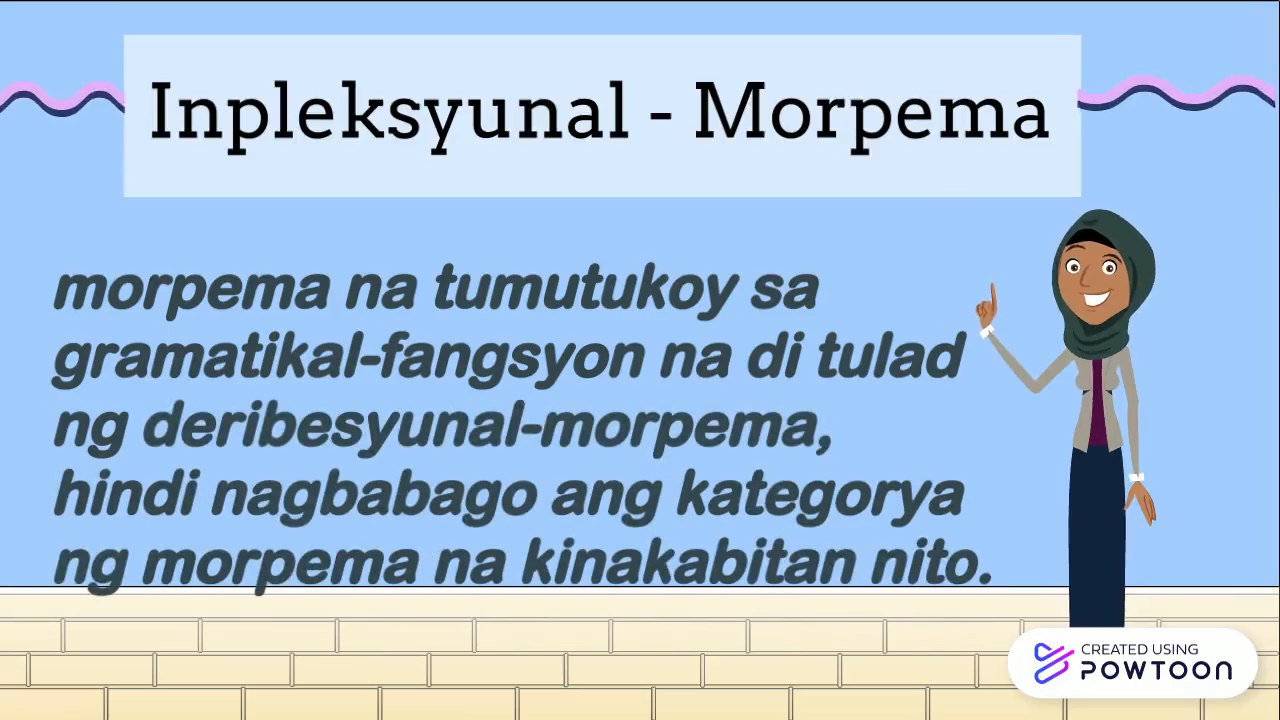 Inpleksyunal - Morpema
morpema na tumutukoy sa
gramatikal-fangsyon na di tulad
ng deribesyunal-morpema,
hindi nagbabago ang kategorya
ng morpema na kinakabitan nito.
CREATED USING
POWTOON